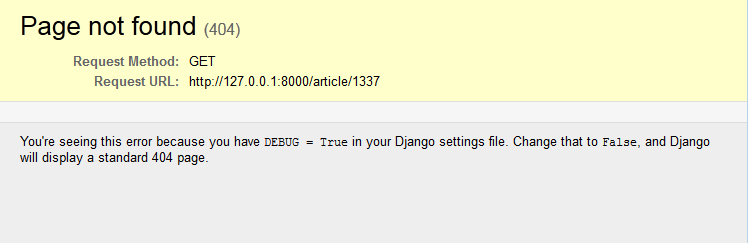 Page not found (404)
Request Method: GET
Request URL: http://127.0.0.1:8000/article/1337
You're seeing this error because you have DEBUG = True in your Django settings file. Change that to False, and Django
will display a standard 404 page.